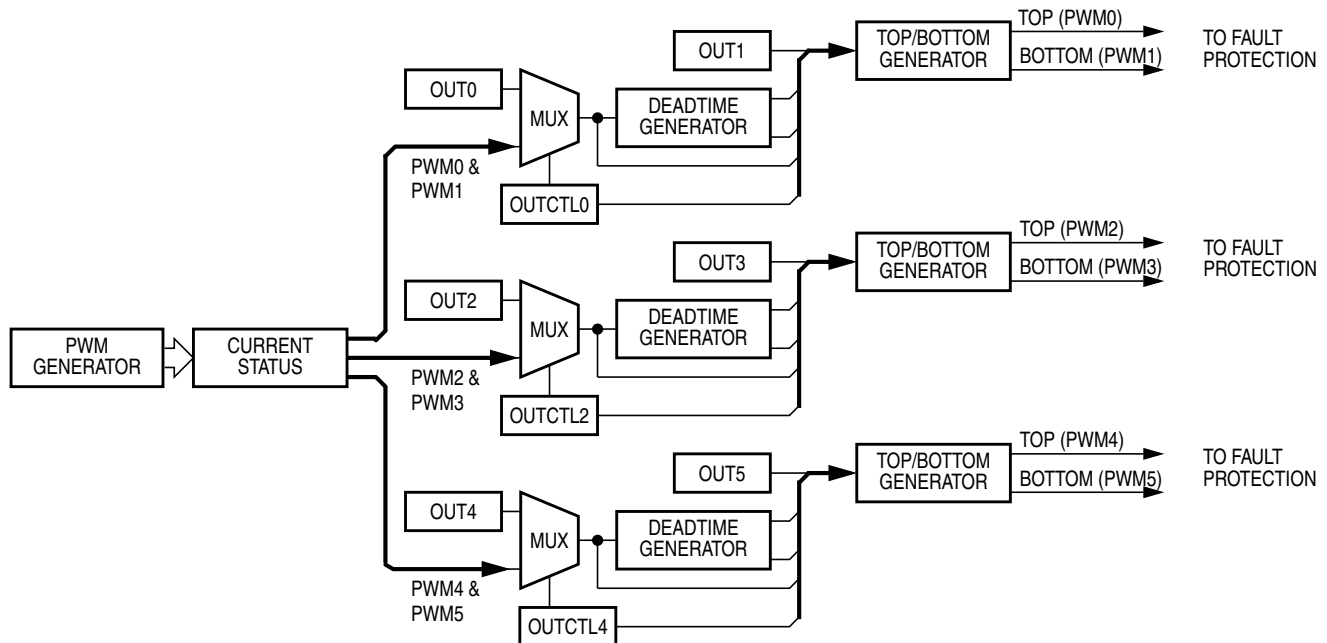 OUT1
TOP/BOTTOM
GENERATOR
TOP (PWM0)
BOTTOM (PWM1)
TO FAULT
PROTECTION
OUT0
MUX
DEADTIME
GENERATOR
PWM0 &
PWM1
OUTCTL0
OUT3
TOP/BOTTOM
GENERATOR
TOP (PWM2)
BOTTOM (PWM3)
TO FAULT
PROTECTION
OUT2
MUX
DEADTIME
GENERATOR
PWM
GENERATOR
CURRENT
STATUS
PWM2 &
PWM3
OUTCTL2
OUT5
TOP/BOTTOM
GENERATOR
TOP (PWM4)
BOTTOM (PWM5)
TO FAULT
PROTECTION
OUT4
MUX
DEADTIME
GENERATOR
PWM4 &
PWM5
OUTCTL4